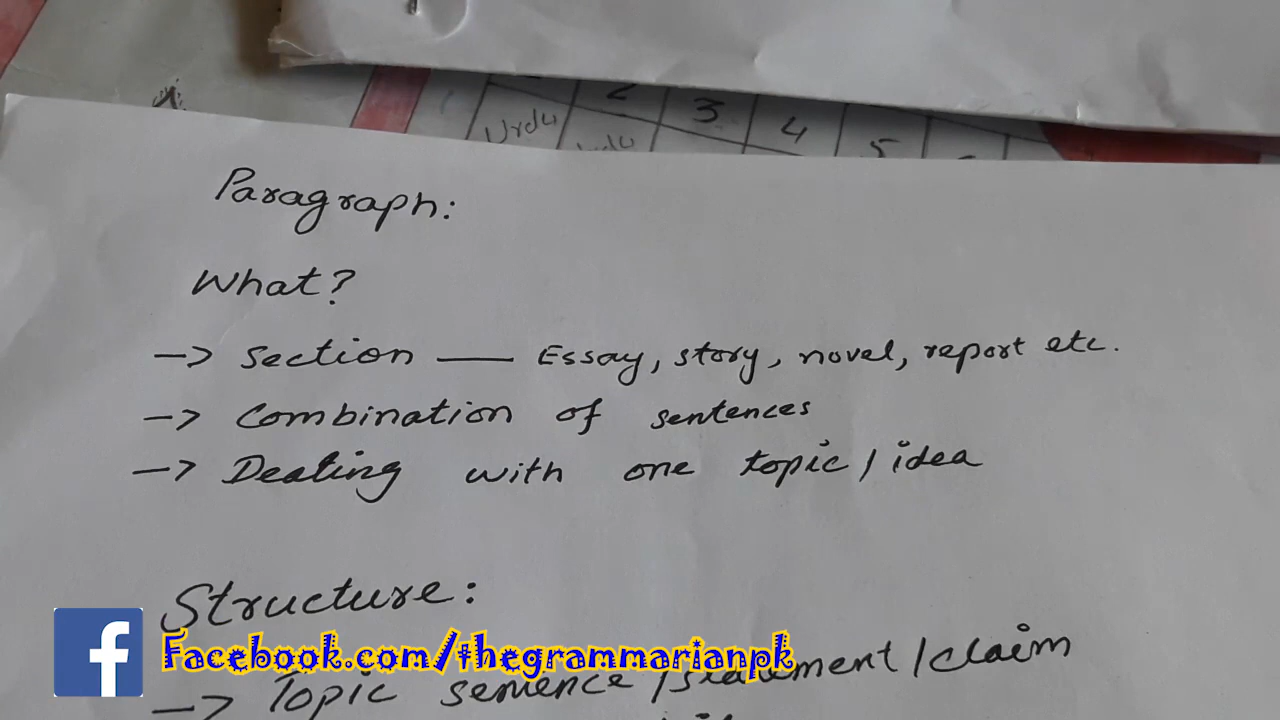 2 3 4 5
Urdu
Paragraph:
What?
→ Section — Essay, story, novel, report etc.
→ Combination of sentences
→ Dealing with one topic / idea
Structure:
Facebook.com/thegrammarianpk
→ Topic sentence / statement / claim